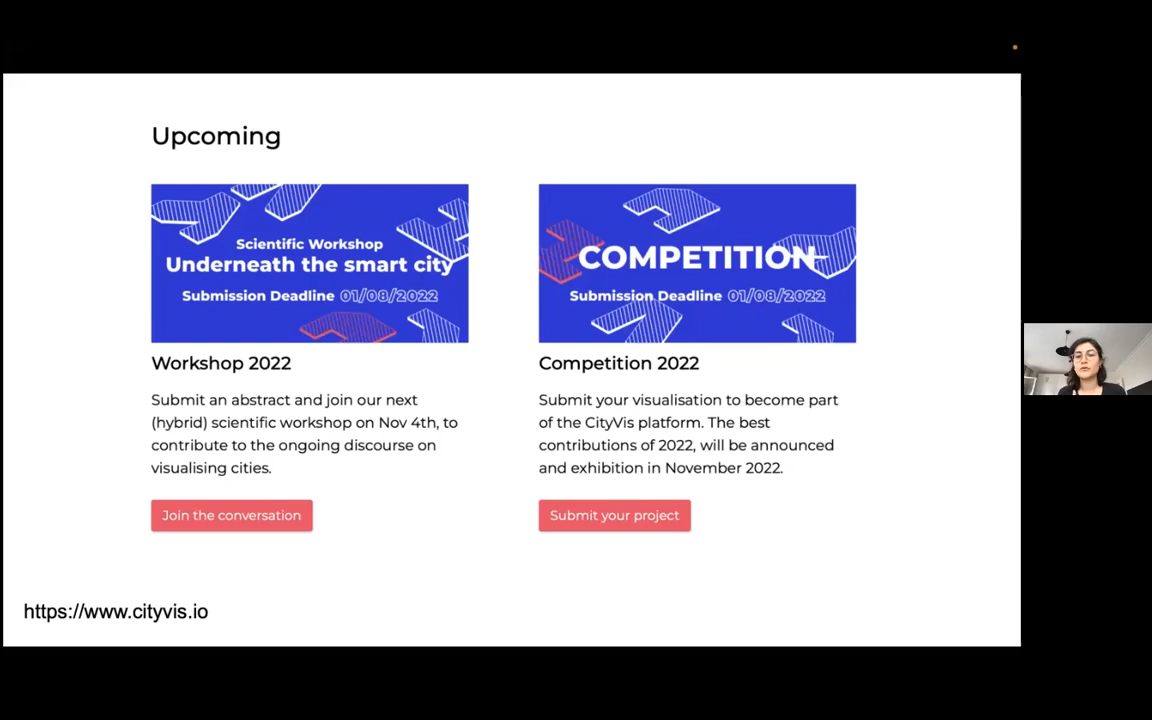 Upcoming
Scientific Workshop
Underneath the smart city
Submission Deadline 01/08/2022
COMPETITION
Submission Deadline 01/08/2022
Workshop 2022
Submit an abstract and join our next
(hybrid) scientific workshop on Nov 4th, to
contribute to the ongoing discourse on
visualising cities.
Join the conversation
Competition 2022
Submit your visualisation to become part
of the CityVis platform. The best
contributions of 2022, will be announced
and exhibition in November 2022.
Submit your project
https://www.cityvis.io